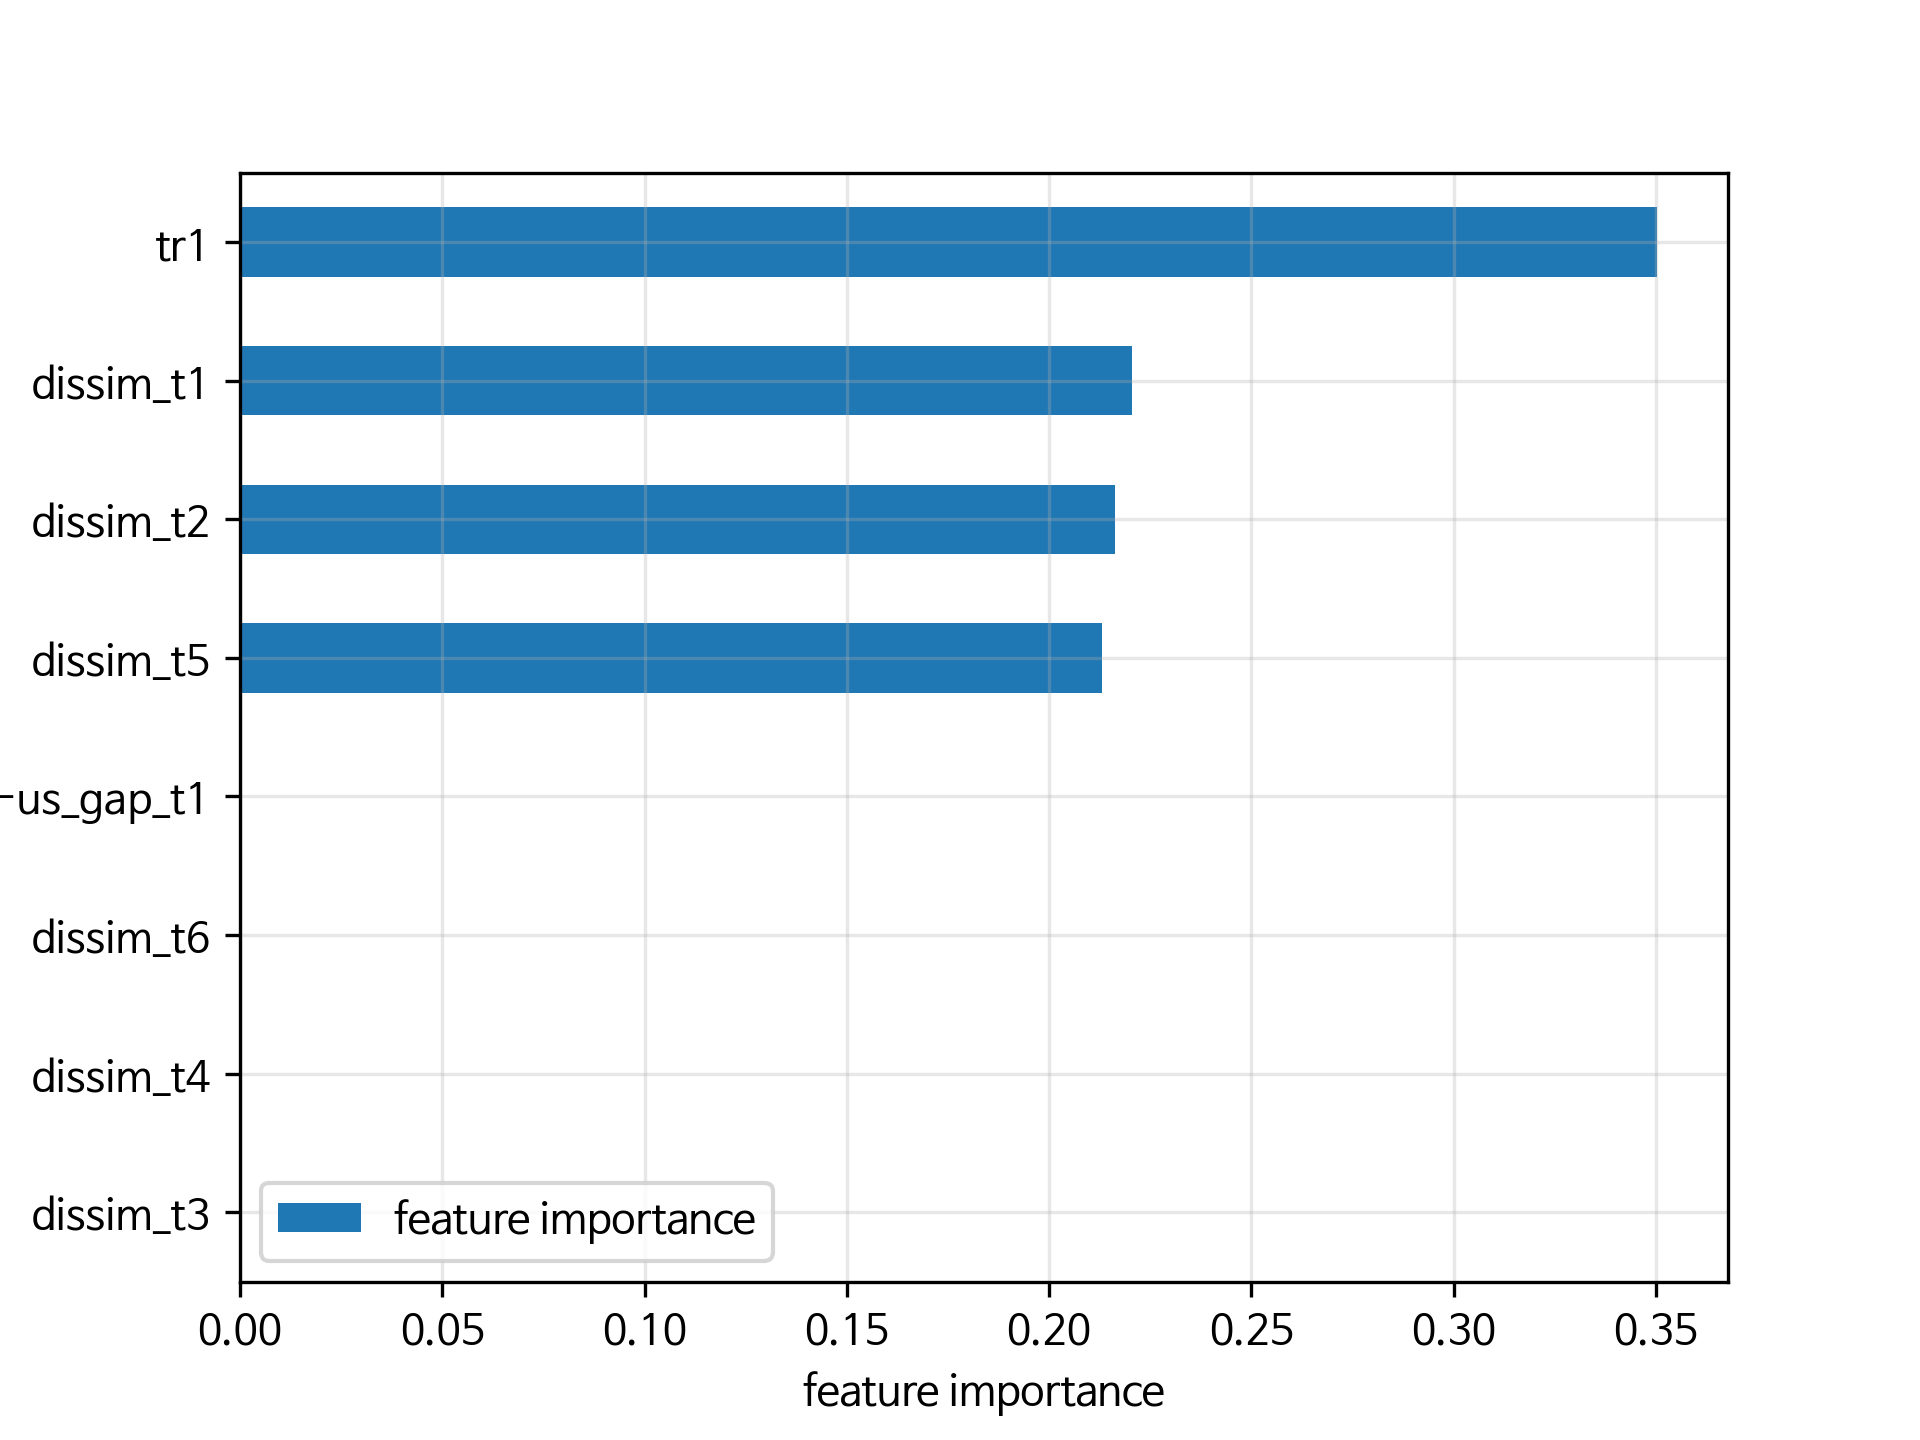 tr1
dissim_t1
dissim_t2
dissim_t5
-us_gap_t1
dissim_t6
dissim_t4
dissim_t3
feature importance
0.00 0.05 0.10 0.15 0.20 0.25 0.30 0.35
feature importance